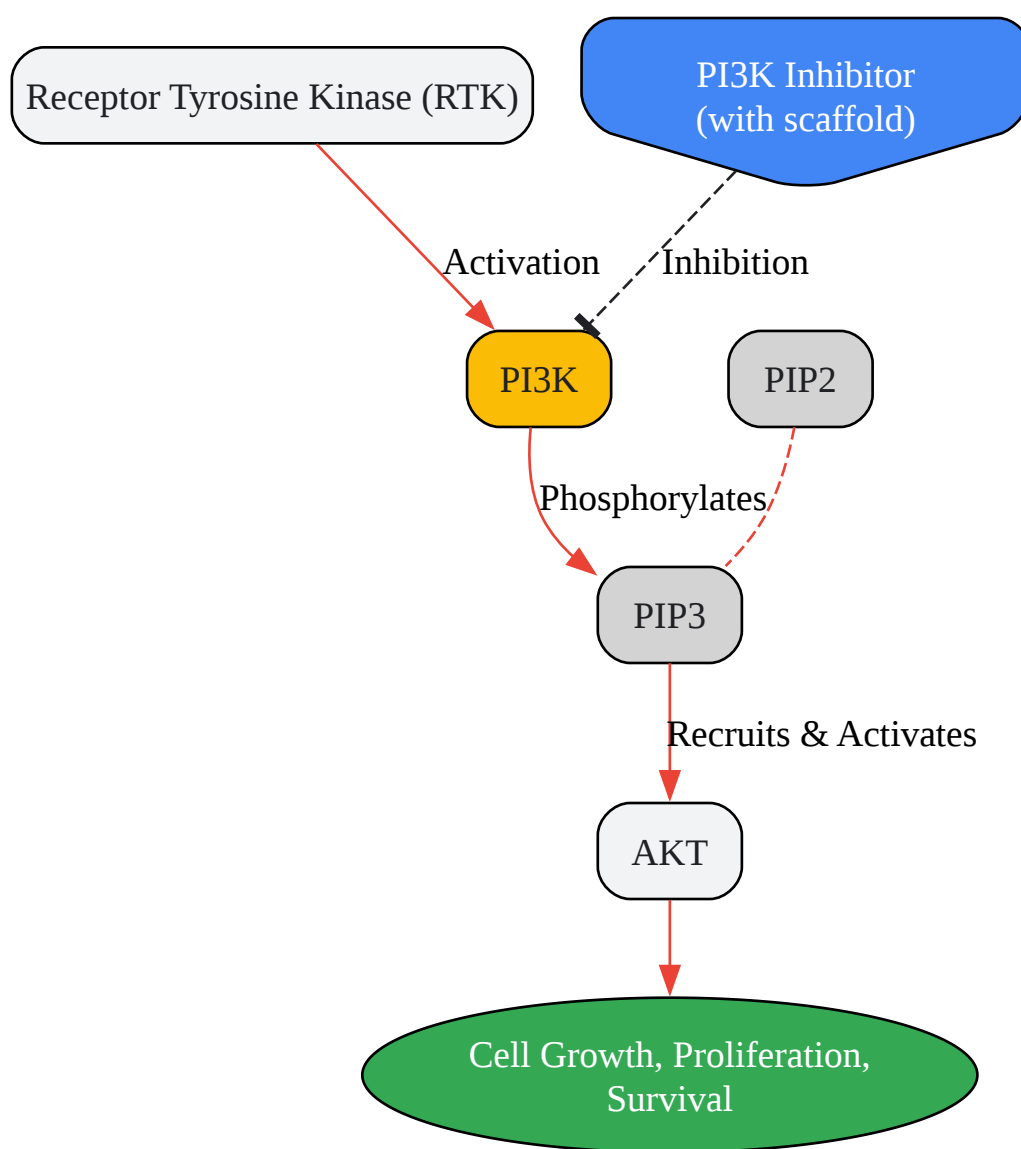 Receptor Tyrosine Kinase (RTK)
PI3K Inhibitor
(with scaffold)
Activation
Inhibition
PI3K
PIP2
Phosphorylates
PIP3
Recruits & Activates
AKT
Cell Growth, Proliferation,
Survival